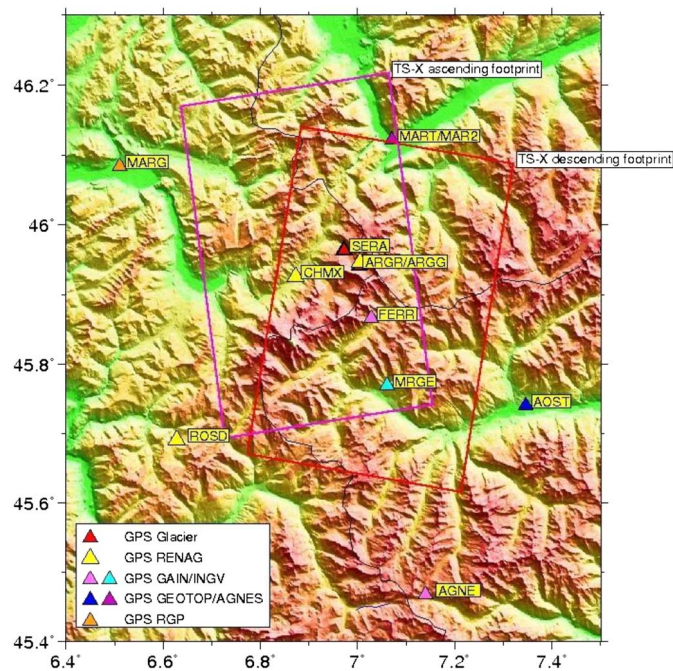 46.2°
46°
45.8°
45.6°
45.4°
TS-X ascending footprint
MART/MAR2
MARG
TS-X descending footprint
SERA
ARGR/ARGG
CHMX
FERR
MRGE
AOST
ROSD
AGNE
GPS Glacier
GPS RENAG
GPS GAIN/INGV
GPS GEOTOP/AGNES
GPS RGP
6.4° 6.6° 6.8° 7° 7.2° 7.4°